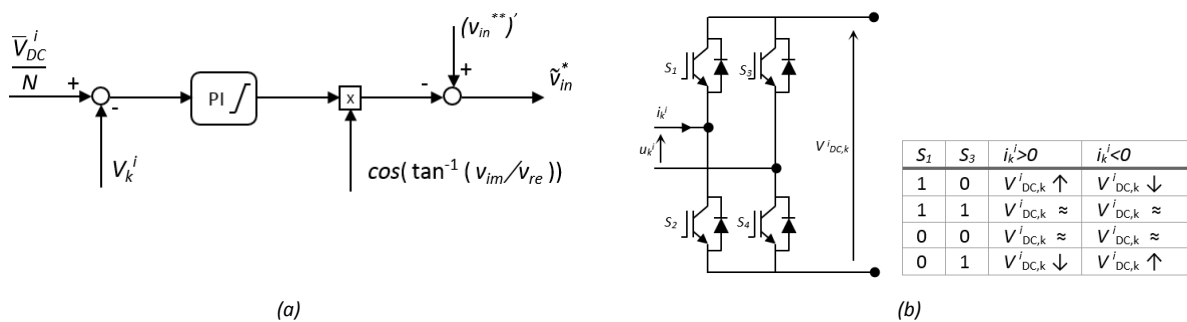 (v_in^**)'
V̅_DC^i
N
+
-
PI
x
-
+
ṽ_in^*
V_k^i
cos( tan^-1 ( v_im/v_re ))
(a)
S1
S3
i_k^i
u_k^i
V^i_DC,k
S2
S4
S1 S3 i_k^i>0 i_k^i<0
1 0 V^i_DC,k ↑ V^i_DC,k ↓
1 1 V^i_DC,k ≈ V^i_DC,k ≈
0 0 V^i_DC,k ≈ V^i_DC,k ≈
0 1 V^i_DC,k ↓ V^i_DC,k ↑
(b)